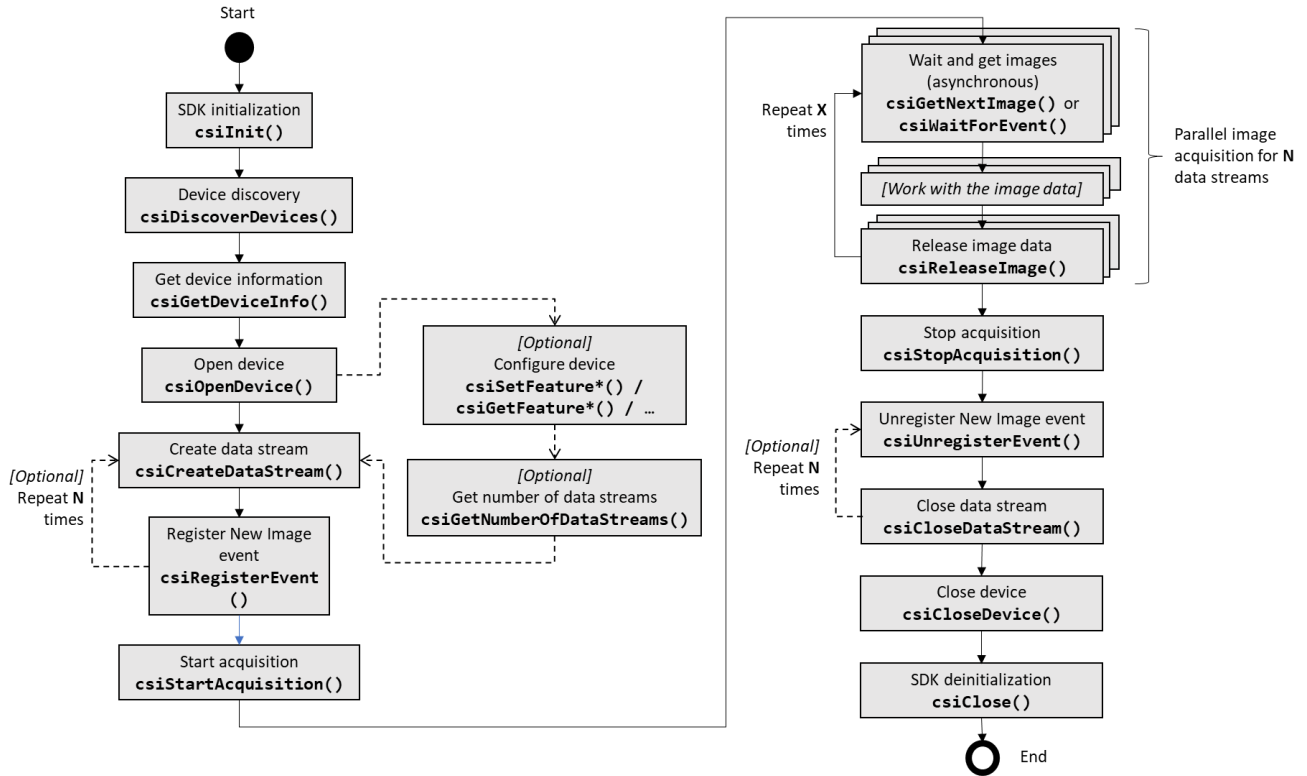 Start
SDK initialization
csiInit()
Device discovery
csiDiscoverDevices()
Get device information
csiGetDeviceInfo()
Open device
csiOpenDevice()
[Optional]
Configure device
csiSetFeature*() /
csiGetFeature*() / …
[Optional]
Get number of data streams
csiGetNumberOfDataStreams()
Create data stream
csiCreateDataStream()
[Optional]
Repeat N
times
Register New Image
event
csiRegisterEvent
()
Start acquisition
csiStartAcquisition()
Wait and get images
(asynchronous)
csiGetNextImage() or
csiWaitForEvent()
Repeat X
times
[Work with the image data]
Release image data
csiReleaseImage()
Parallel image
acquisition for N
data streams
Stop acquisition
csiStopAcquisition()
Unregister New Image event
csiUnregisterEvent()
[Optional]
Repeat N
times
Close data stream
csiCloseDataStream()
Close device
csiCloseDevice()
SDK deinitialization
csiClose()
End